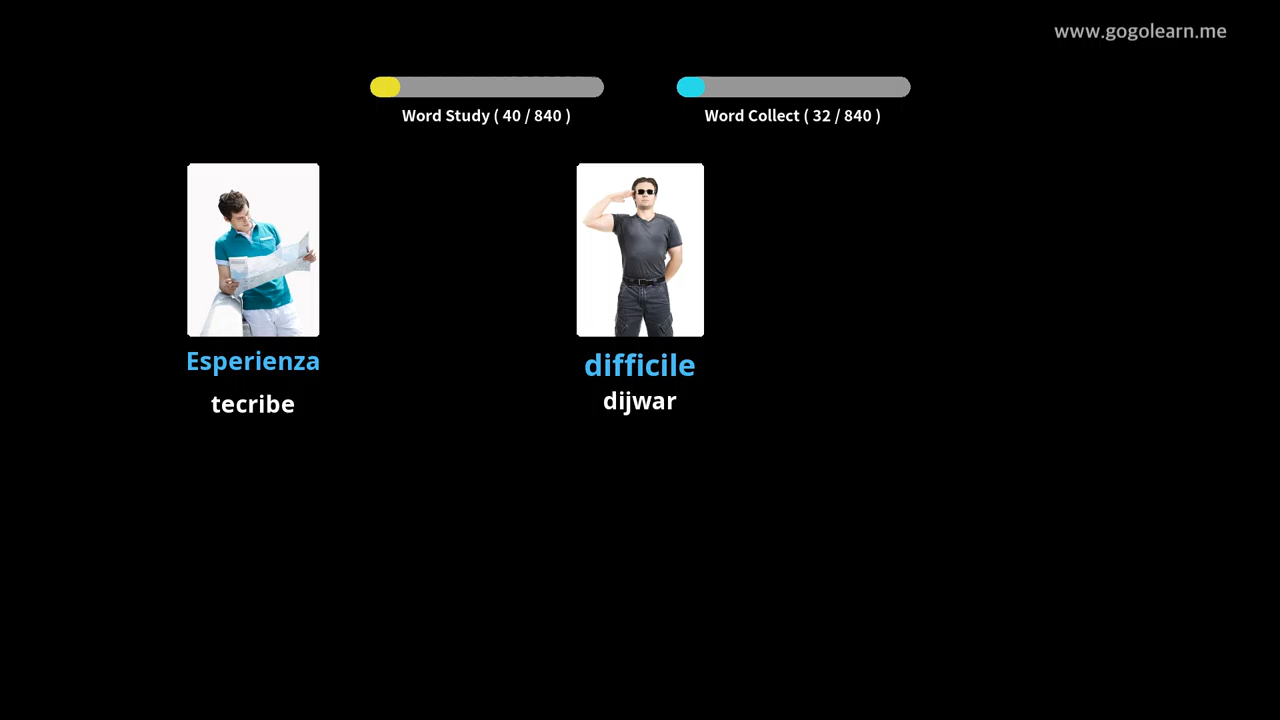 www.gogolearn.me
Word Study ( 40 / 840 )
Word Collect ( 32 / 840 )
Esperienza
tecribe
difficile
dijwar